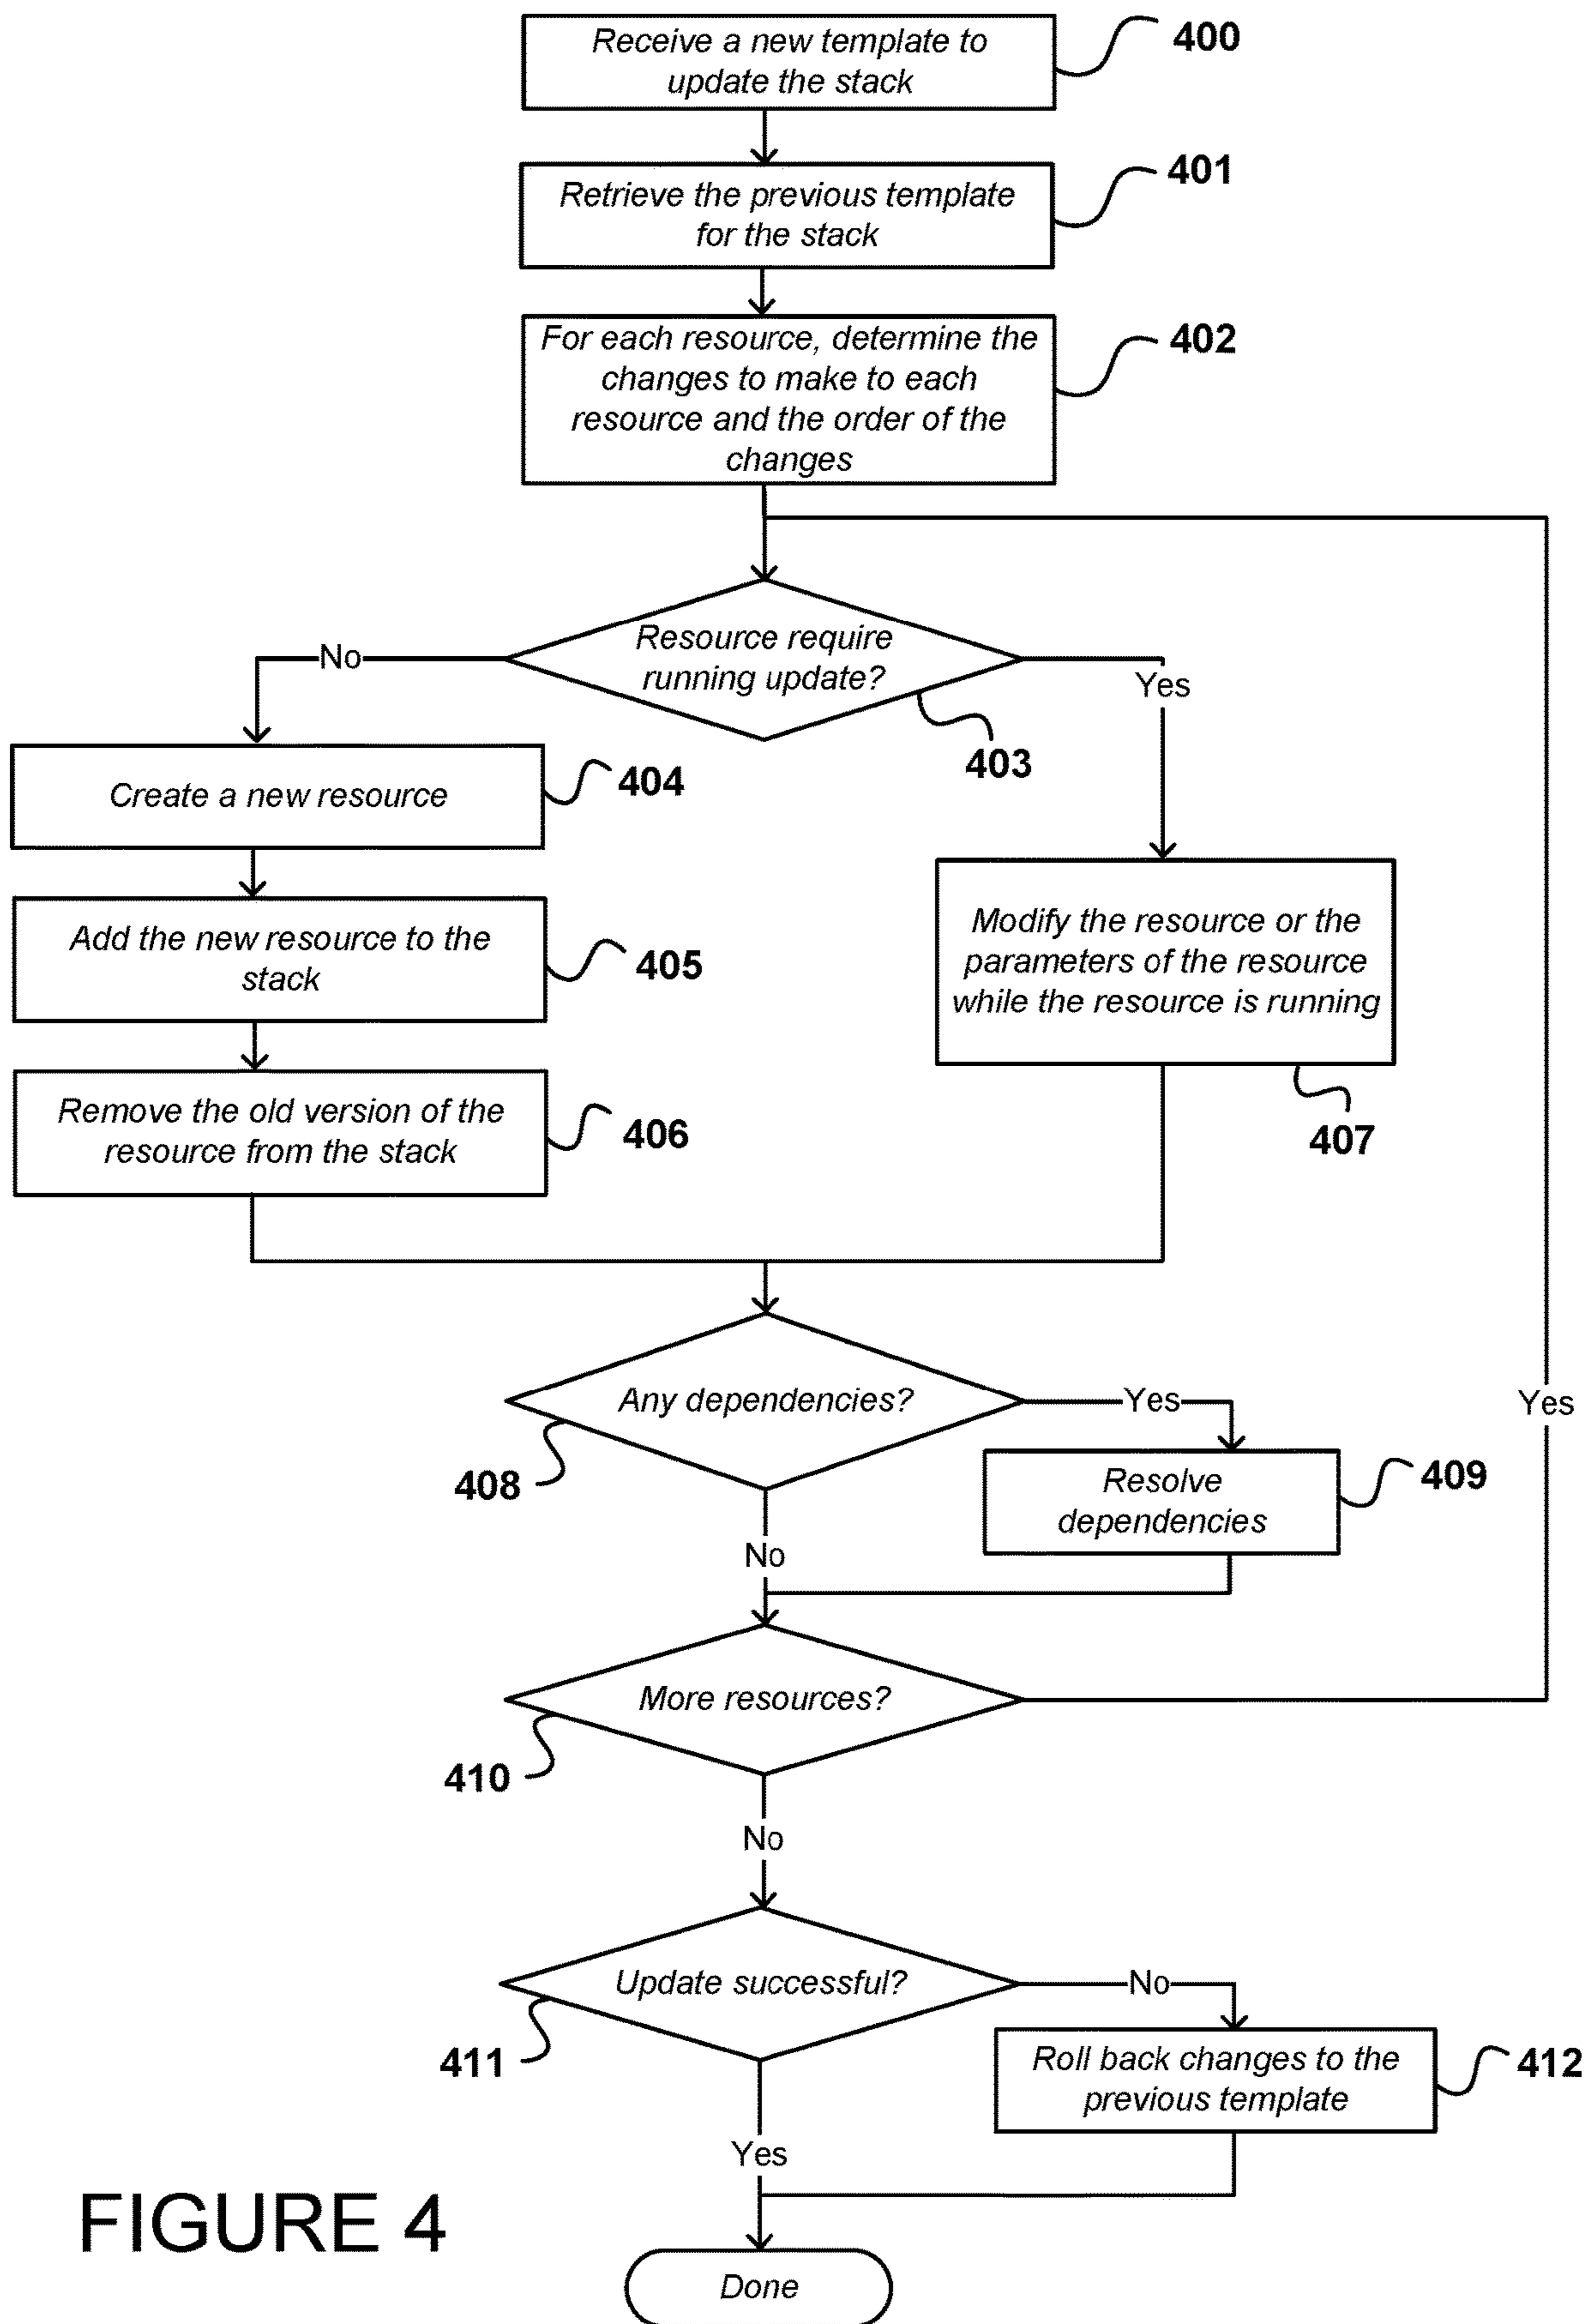 Receive a new template to
update the stack
400
Retrieve the previous template
for the stack
401
For each resource, determine the
changes to make to each
resource and the order of the
changes
402
Resource require
running update?
403
No
Yes
Create a new resource
404
Add the new resource to the
stack
405
Remove the old version of the
resource from the stack
406
Modify the resource or the
parameters of the resource
while the resource is running
407
Any dependencies?
408
Yes
Resolve
dependencies
409
No
Yes
More resources?
410
No
Update successful?
411
No
Roll back changes to the
previous template
412
Yes
Done
FIGURE 4